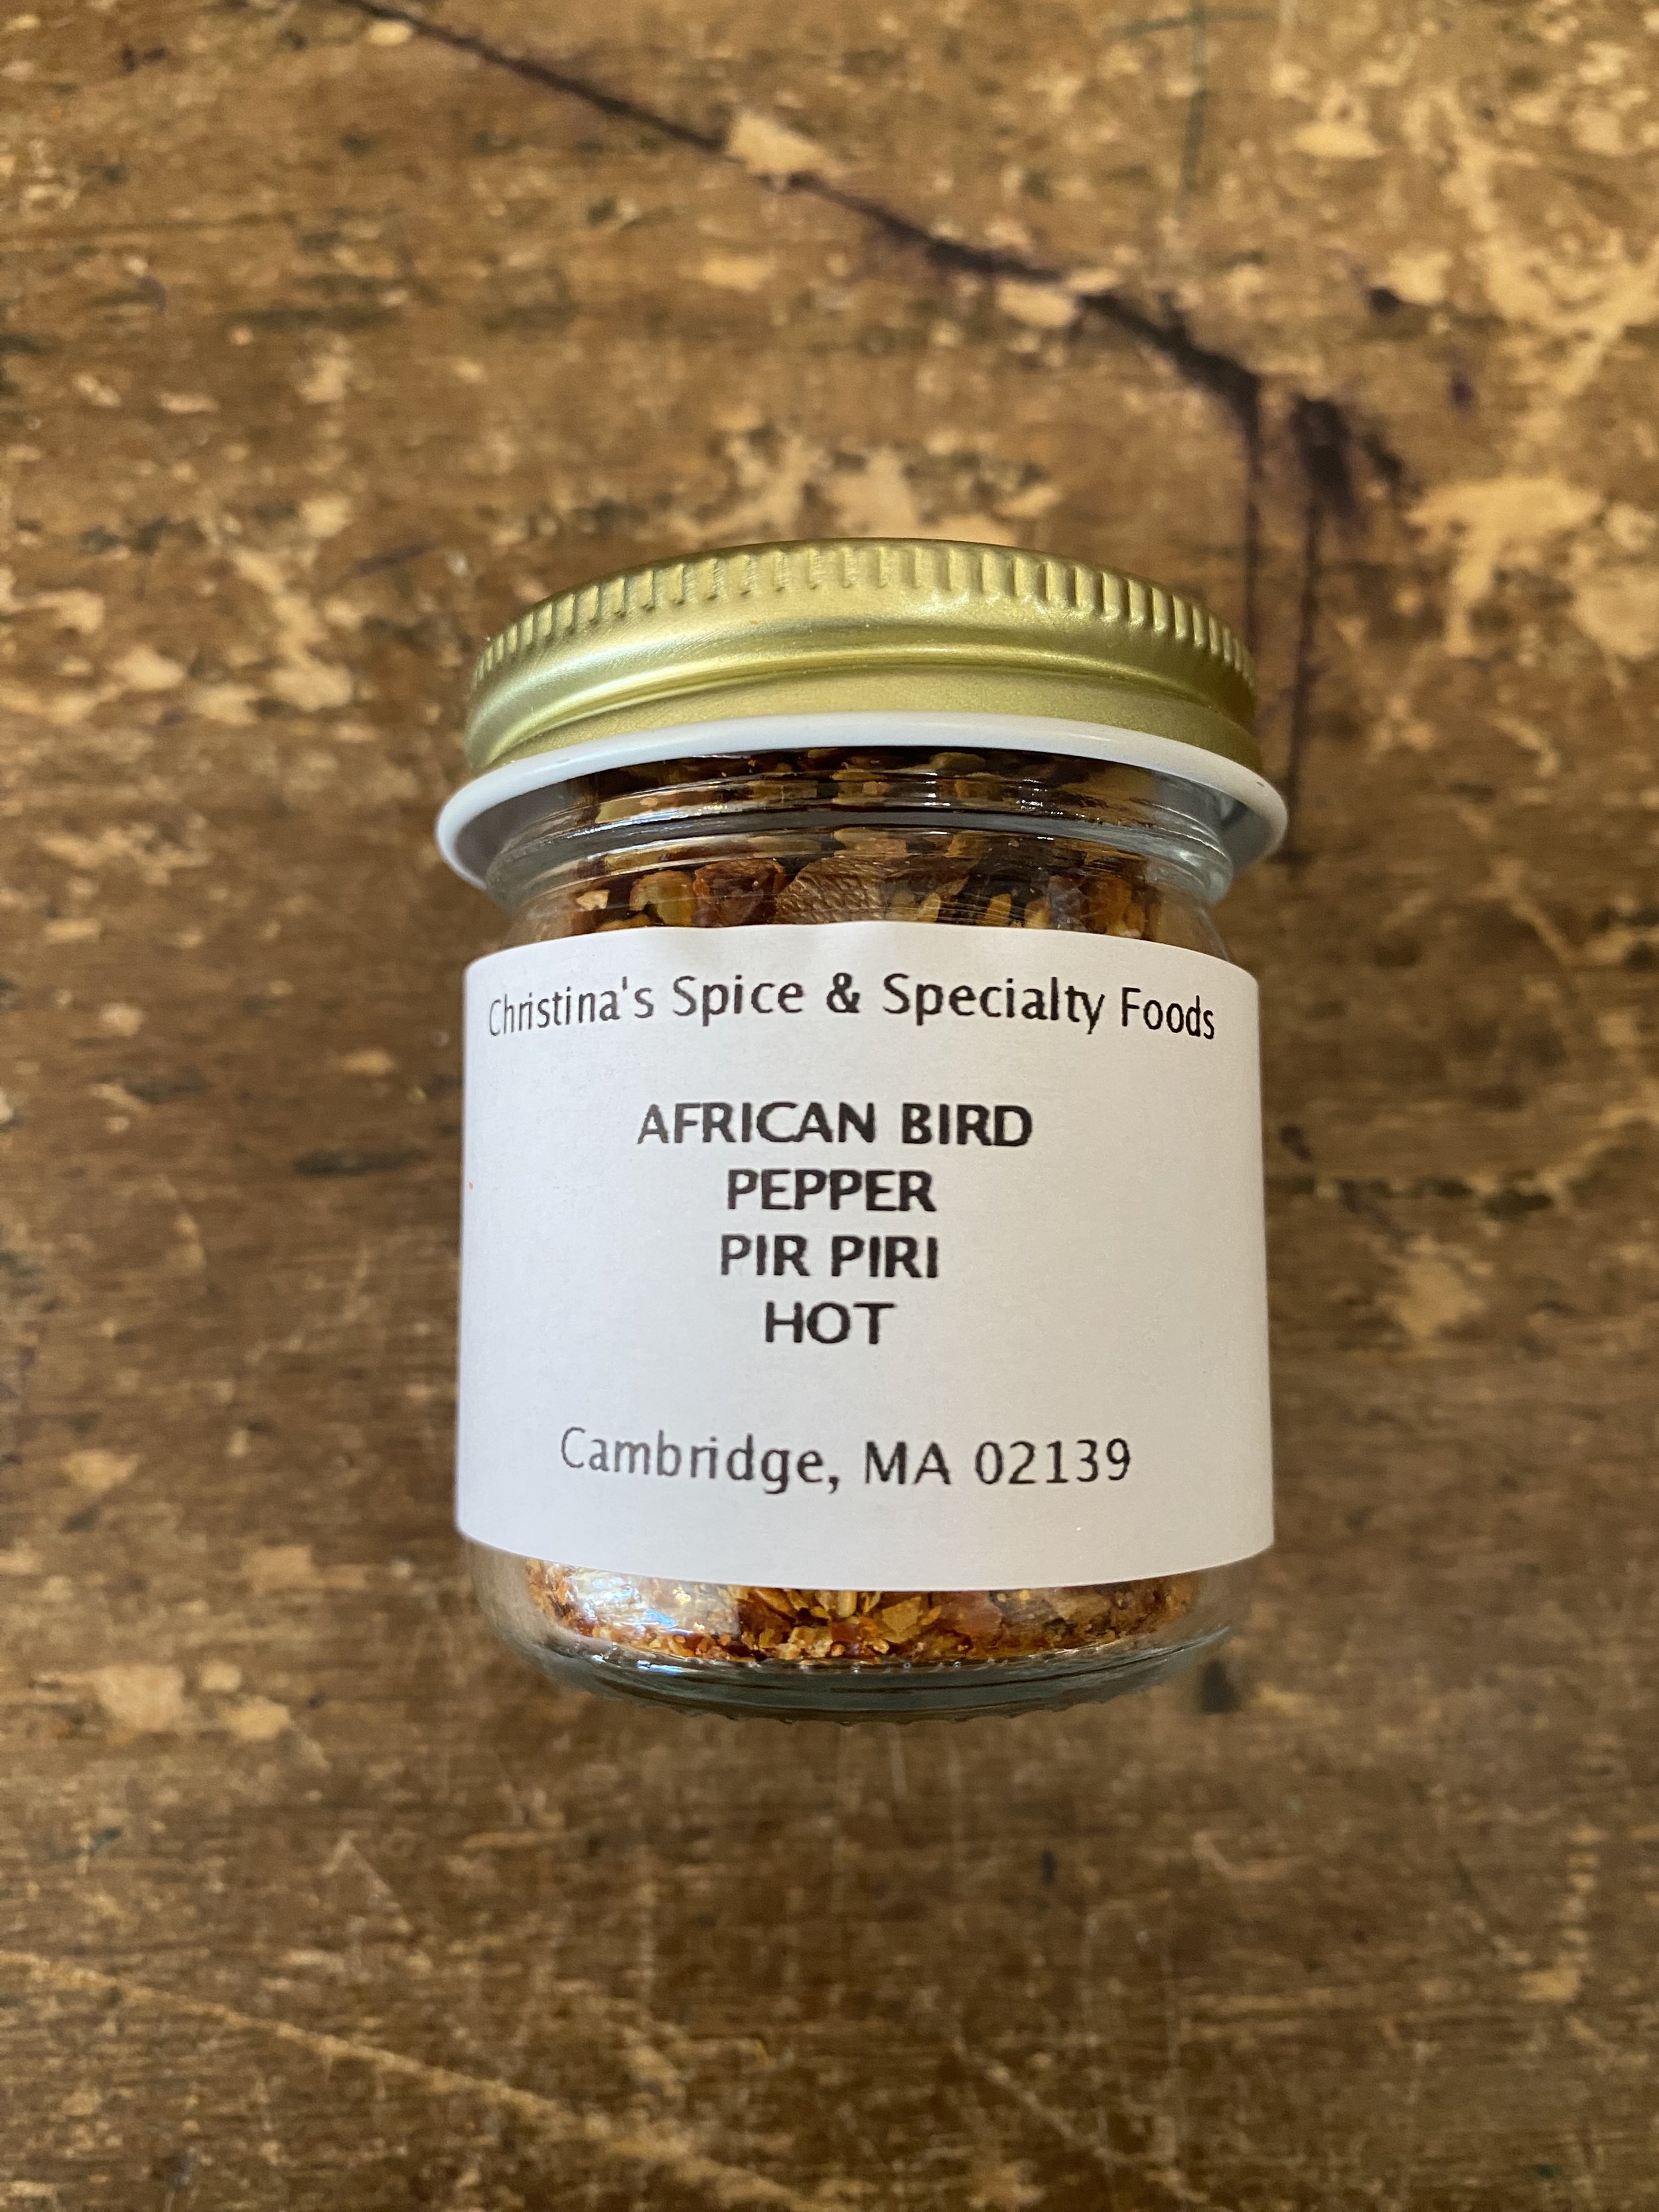 Christina's Spice & Specialty Foods
AFRICAN BIRD
PEPPER
PIR PIRI
HOT
Cambridge, MA 02139